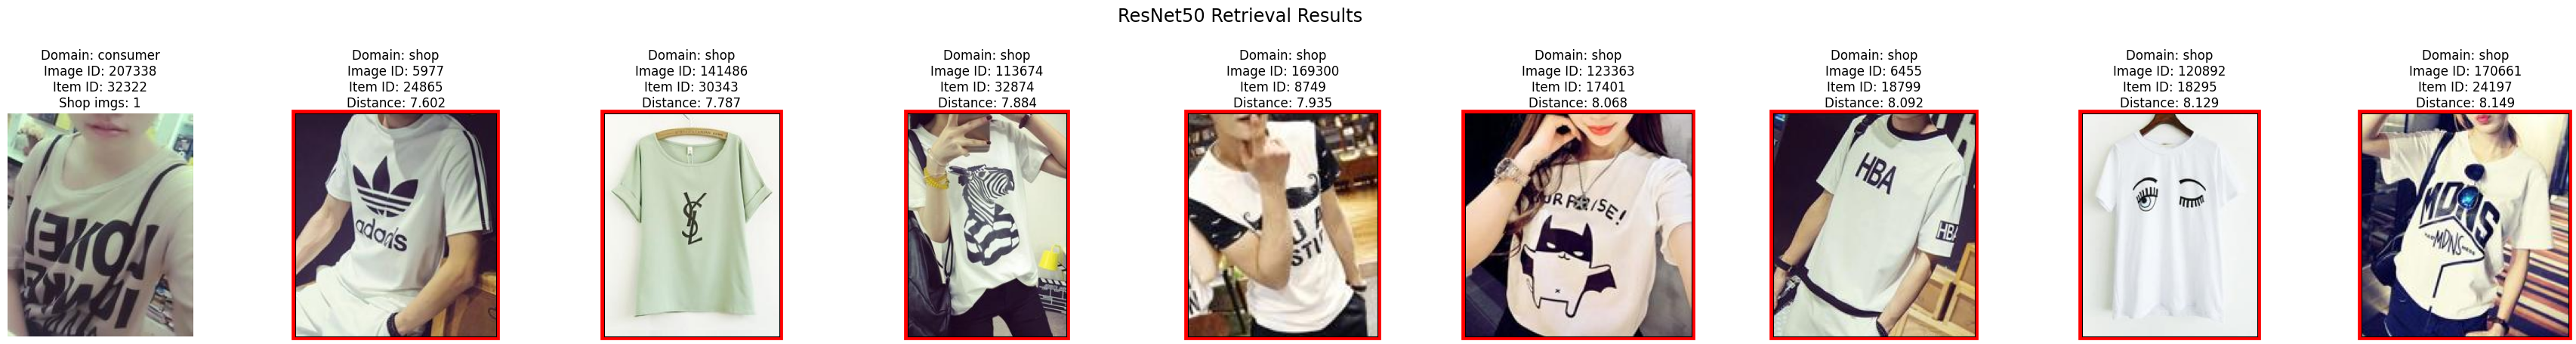 ResNet50 Retrieval Results
Domain: consumer
Image ID: 207338
Item ID: 32322
Shop imgs: 1
Domain: shop
Image ID: 5977
Item ID: 24865
Distance: 7.602
Domain: shop
Image ID: 141486
Item ID: 30343
Distance: 7.787
Domain: shop
Image ID: 113674
Item ID: 32874
Distance: 7.884
Domain: shop
Image ID: 169300
Item ID: 8749
Distance: 7.935
Domain: shop
Image ID: 123363
Item ID: 17401
Distance: 8.068
Domain: shop
Image ID: 6455
Item ID: 18799
Distance: 8.092
Domain: shop
Image ID: 120892
Item ID: 18295
Distance: 8.129
Domain: shop
Image ID: 170661
Item ID: 24197
Distance: 8.149
adidas
YSL
URPRISE!
HBA
HBA
MDNS
MDNS